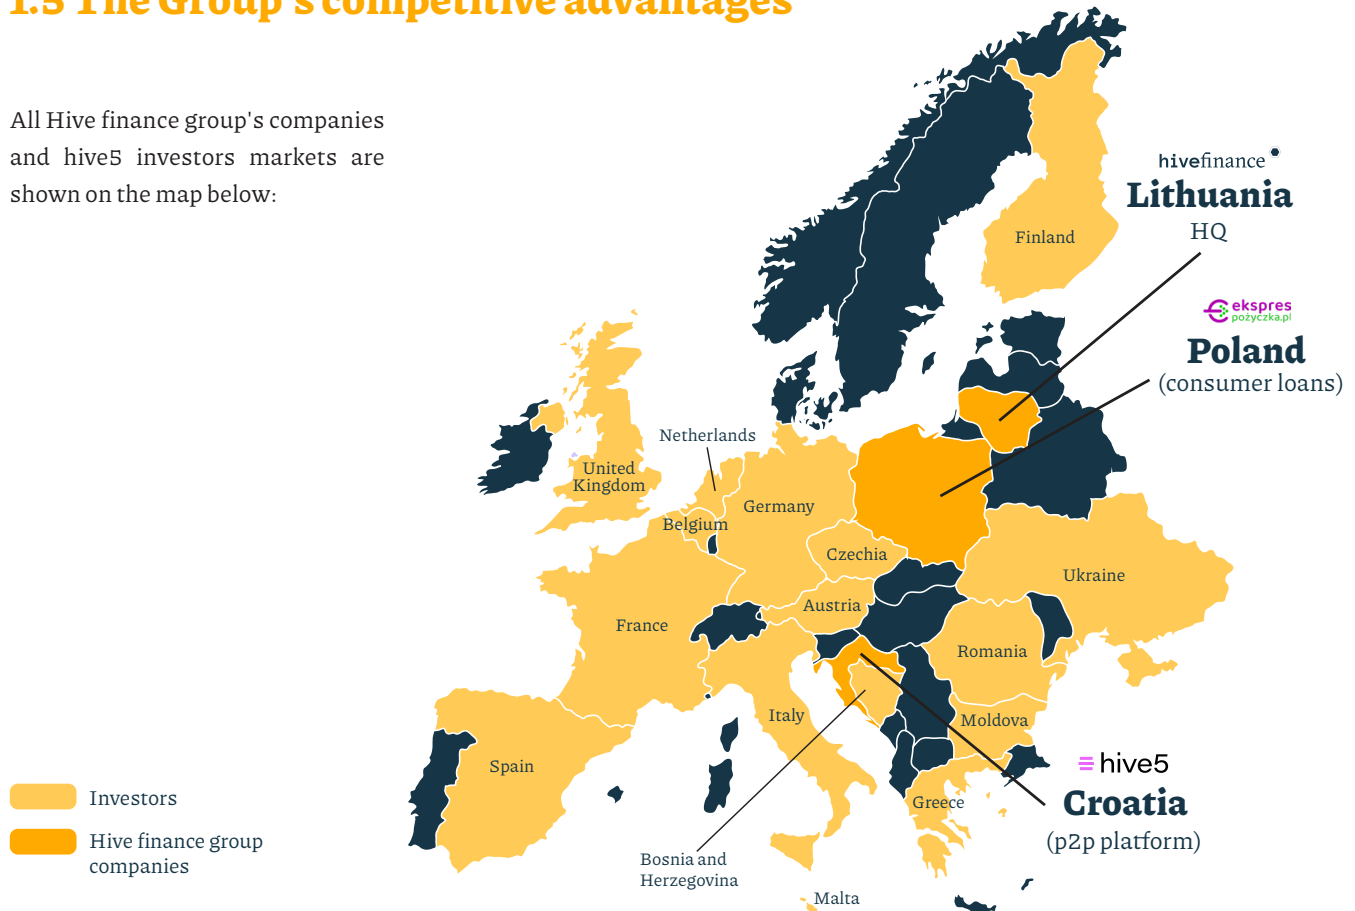 1.5 The Group's competitive advantages
All Hive finance group's companies
and hive5 investors markets are
shown on the map below:
hivefinance
Lithuania
HQ
Finland
ekspres
pożyczka.pl
Poland
(consumer loans)
Netherlands
United
Kingdom
Germany
Belgium
Czechia
Ukraine
Austria
France
Romania
Italy
Moldova
Spain
hive5
Croatia
(p2p platform)
Greece
Investors
Hive finance group
companies
Bosnia and
Herzegovina
Malta